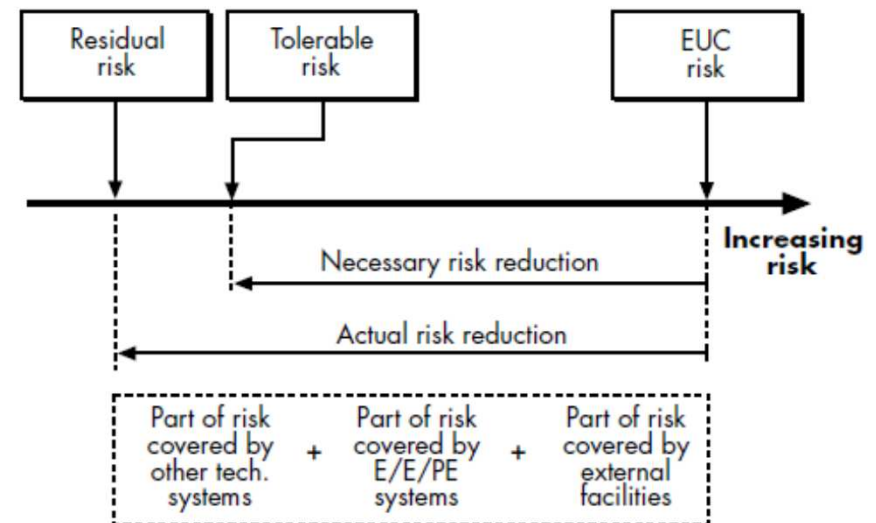 Residual
risk
Tolerable
risk
EUC
risk
Increasing
risk
Necessary risk reduction
Actual risk reduction
Part of risk
covered by
other tech.
systems
+
Part of risk
covered by
E/E/PE
systems
+
Part of risk
covered by
external
facilities